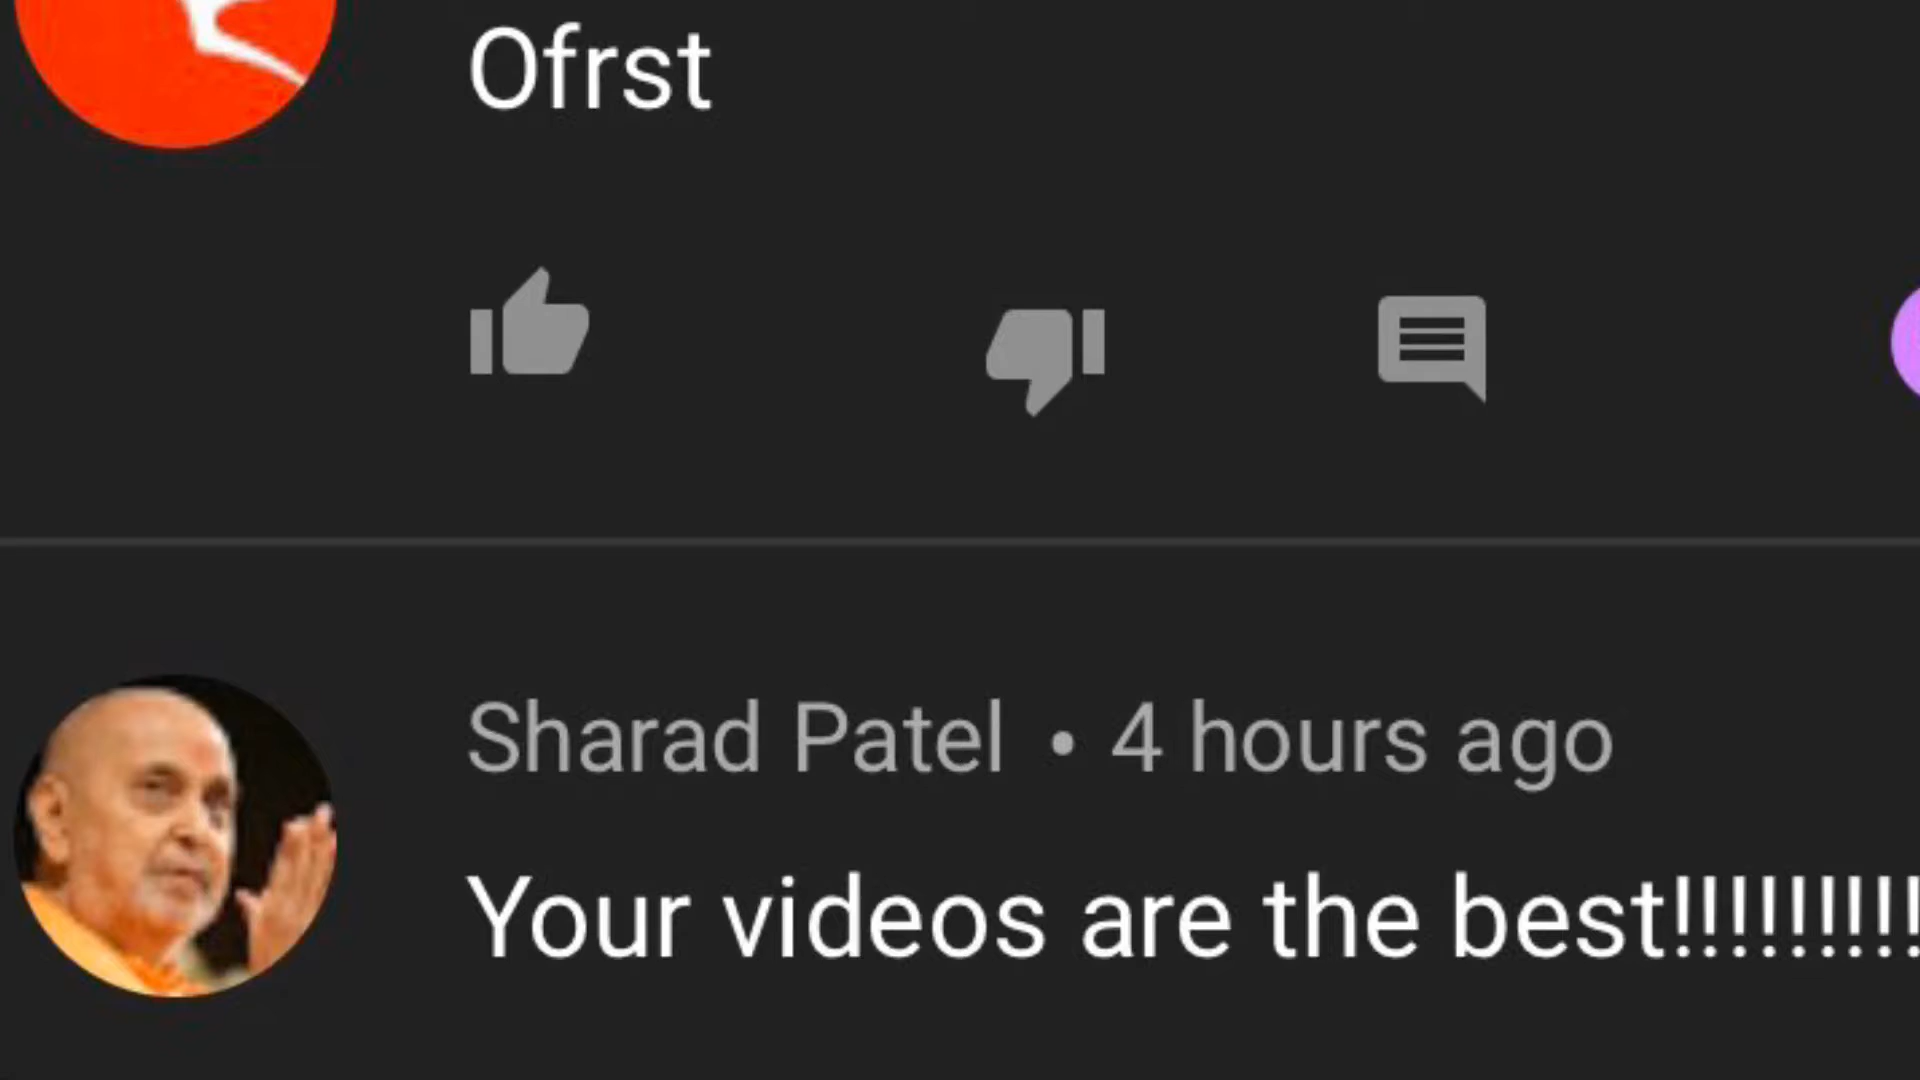 Ofrst
Sharad Patel • 4 hours ago
Your videos are the best!!!!!!!!!